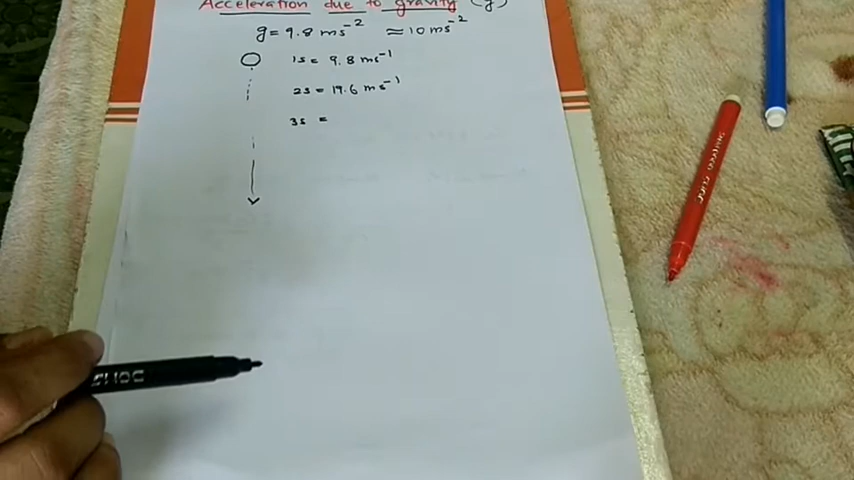 Acceleration due to gravity (g)
g = 9.8 ms⁻² ≈ 10 ms⁻²
1s = 9.8 ms⁻¹
2s = 19.6 ms⁻¹
3s =